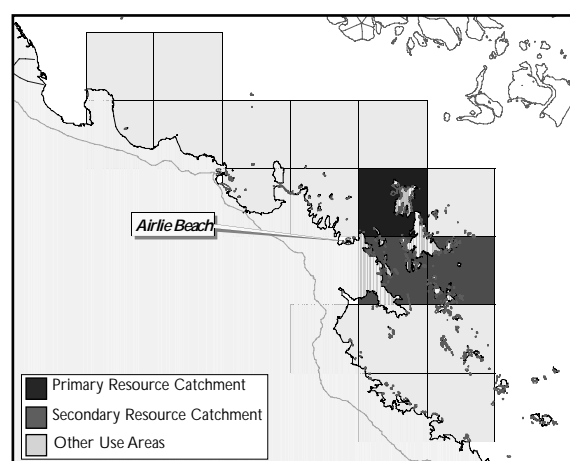 Airlie Beach
Primary Resource Catchment
Secondary Resource Catchment
Other Use Areas